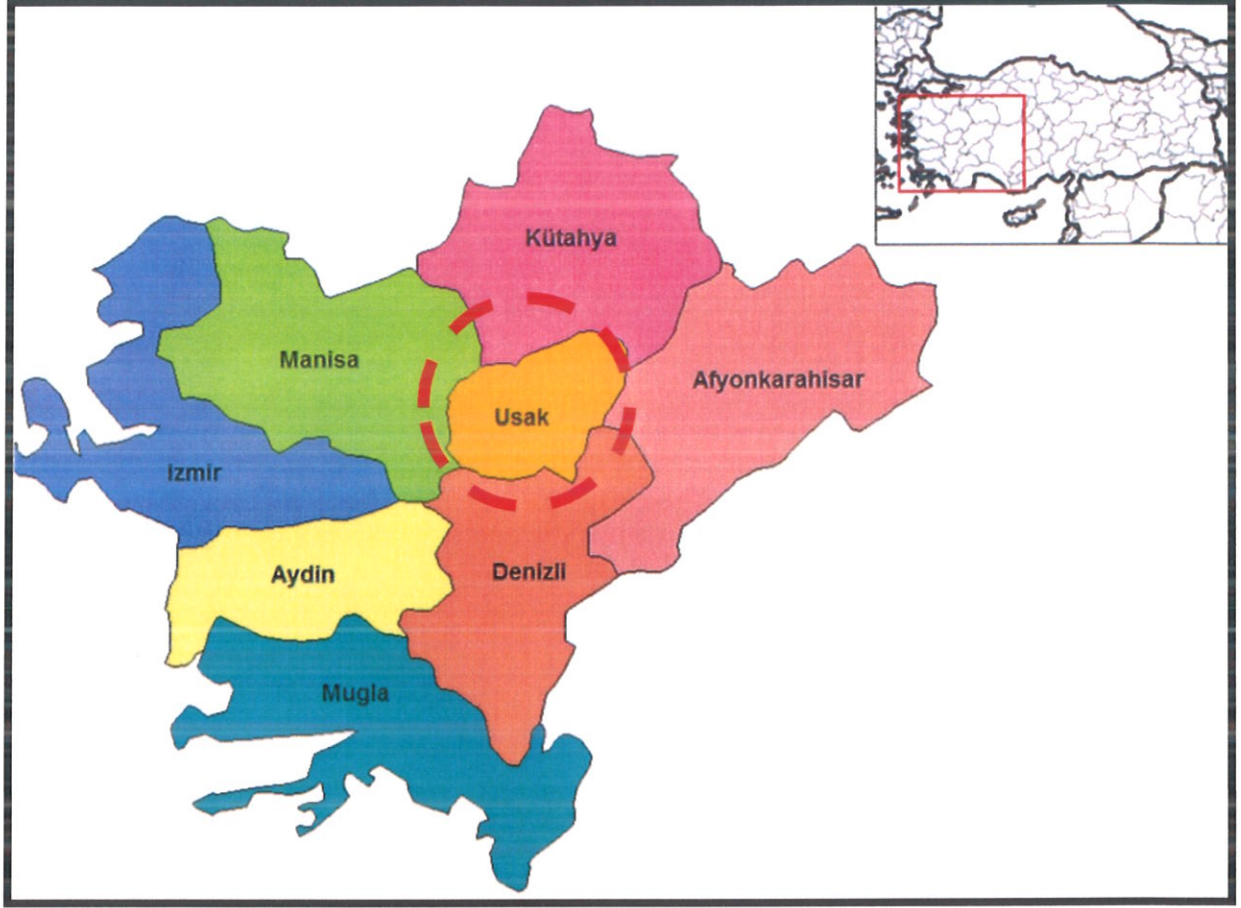 Kütahya
Manisa
Afyonkarahisar
Usak
izmir
Aydin
Denizli
Mugla